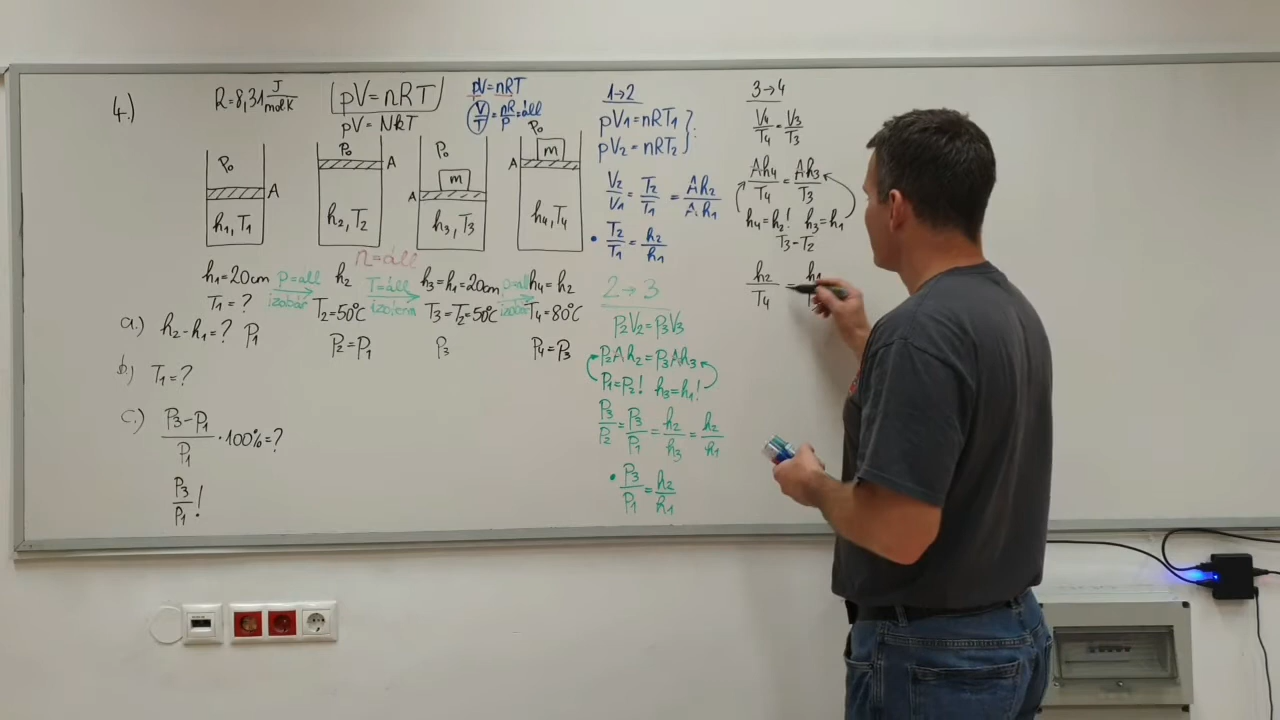 4.)
R=8,31 J/molK
pV=nRT
pV=NkT
pV=nRT
V/T=nR/P=áll
P₀
A
h₁,T₁
P₀
A
h₂,T₂
P₀
m
A
h₃,T₃
P₀
m
A
h₄,T₄
n=áll
h₁=20cm
T₁=?
p=áll
izobár
h₂
T₂=50°C
P₂=P₁
T=áll
izoterm
h₃=h₁=20cm
T₃=T₂=50°C
P₃
p=áll
izobár
h₄=h₂
T₄=80°C
P₄=P₃
a.) h₂-h₁=? P₁
b.) T₁=?
c.) P₃-P₁/P₁·100%=?
P₃/P₁!
1→2
pV₁=nRT₁
pV₂=nRT₂ }:
V₂/V₁=T₂/T₁=Ah₂/Ah₁
• T₂/T₁=h₂/h₁
2→3
P₂V₂=P₃V₃
P₂Ah₂=P₃Ah₃
P₁=P₂! h₃=h₁!
P₃/P₂=P₃/P₁=h₂/h₃=h₂/h₁
• P₃/P₁=h₂/h₁
3→4
V₄/T₄=V₃/T₃
Ah₄/T₄=Ah₃/T₃
h₄=h₂! h₃=h₁
T₃-T₂
h₂/T₄=h₁